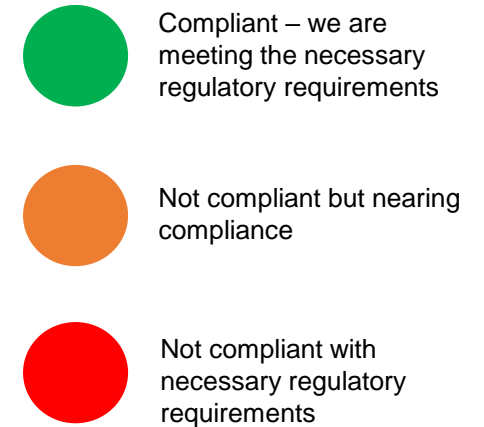 Compliant – we are
meeting the necessary
regulatory requirements
Not compliant but nearing
compliance
Not compliant with
necessary regulatory
requirements